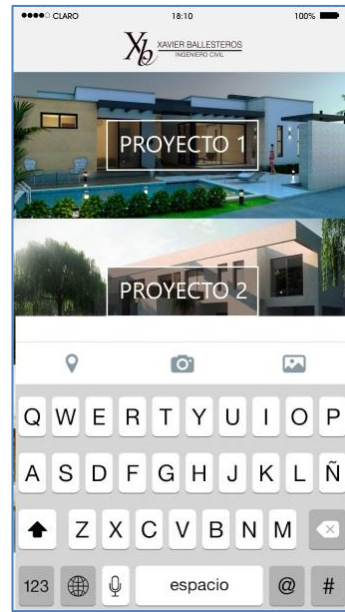 CLARO 18:10 100%
Xb XAVIER BALLESTEROS
INGENIERO CIVIL
PROYECTO 1
PROYECTO 2
Q W E R T Y U I O P
A S D F G H J K L Ñ
Z X C V B N M
123 espacio @ #